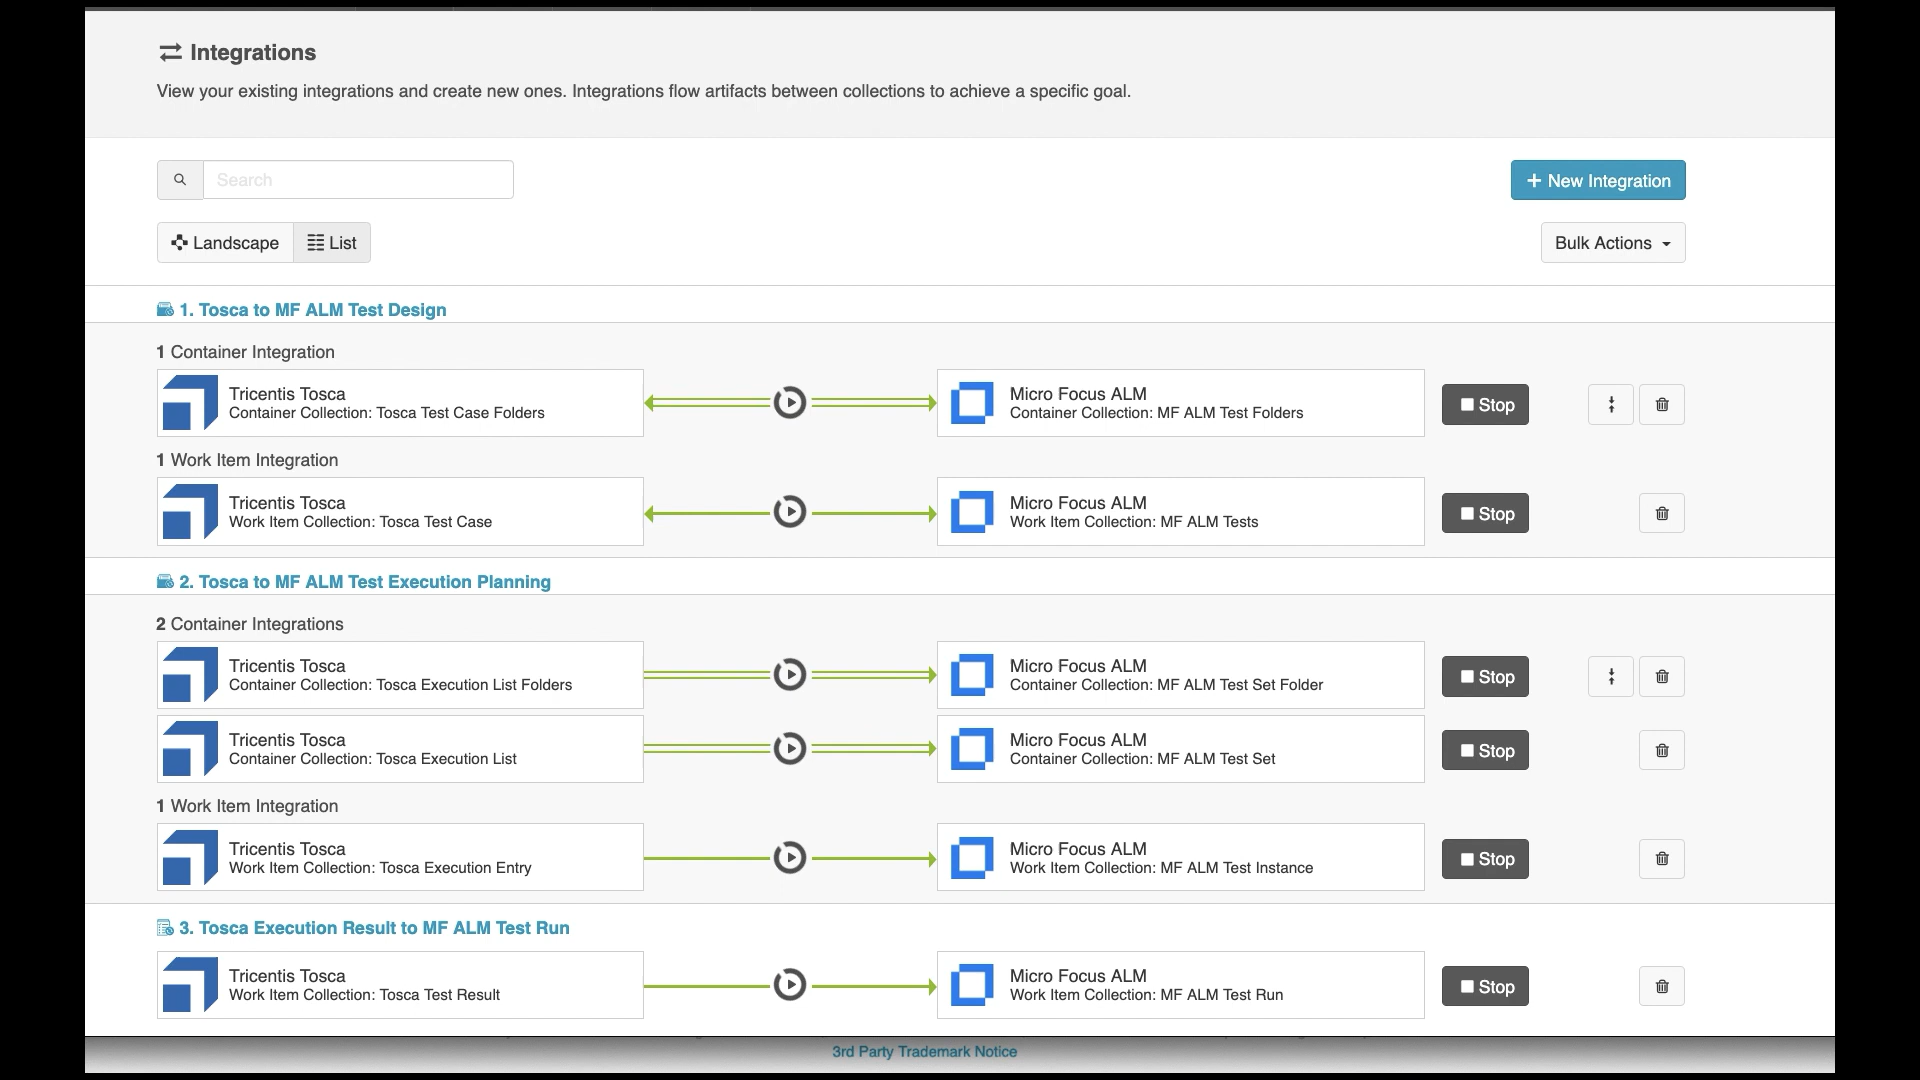 Integrations
View your existing integrations and create new ones. Integrations flow artifacts between collections to achieve a specific goal.
Search
+ New Integration
Landscape
List
Bulk Actions
1. Tosca to MF ALM Test Design
1 Container Integration
Tricentis Tosca
Container Collection: Tosca Test Case Folders
Micro Focus ALM
Container Collection: MF ALM Test Folders
Stop
1 Work Item Integration
Tricentis Tosca
Work Item Collection: Tosca Test Case
Micro Focus ALM
Work Item Collection: MF ALM Tests
Stop
2. Tosca to MF ALM Test Execution Planning
2 Container Integrations
Tricentis Tosca
Container Collection: Tosca Execution List Folders
Micro Focus ALM
Container Collection: MF ALM Test Set Folder
Stop
Tricentis Tosca
Container Collection: Tosca Execution List
Micro Focus ALM
Container Collection: MF ALM Test Set
Stop
1 Work Item Integration
Tricentis Tosca
Work Item Collection: Tosca Execution Entry
Micro Focus ALM
Work Item Collection: MF ALM Test Instance
Stop
3. Tosca Execution Result to MF ALM Test Run
Tricentis Tosca
Work Item Collection: Tosca Test Result
Micro Focus ALM
Work Item Collection: MF ALM Test Run
Stop
3rd Party Trademark Notice